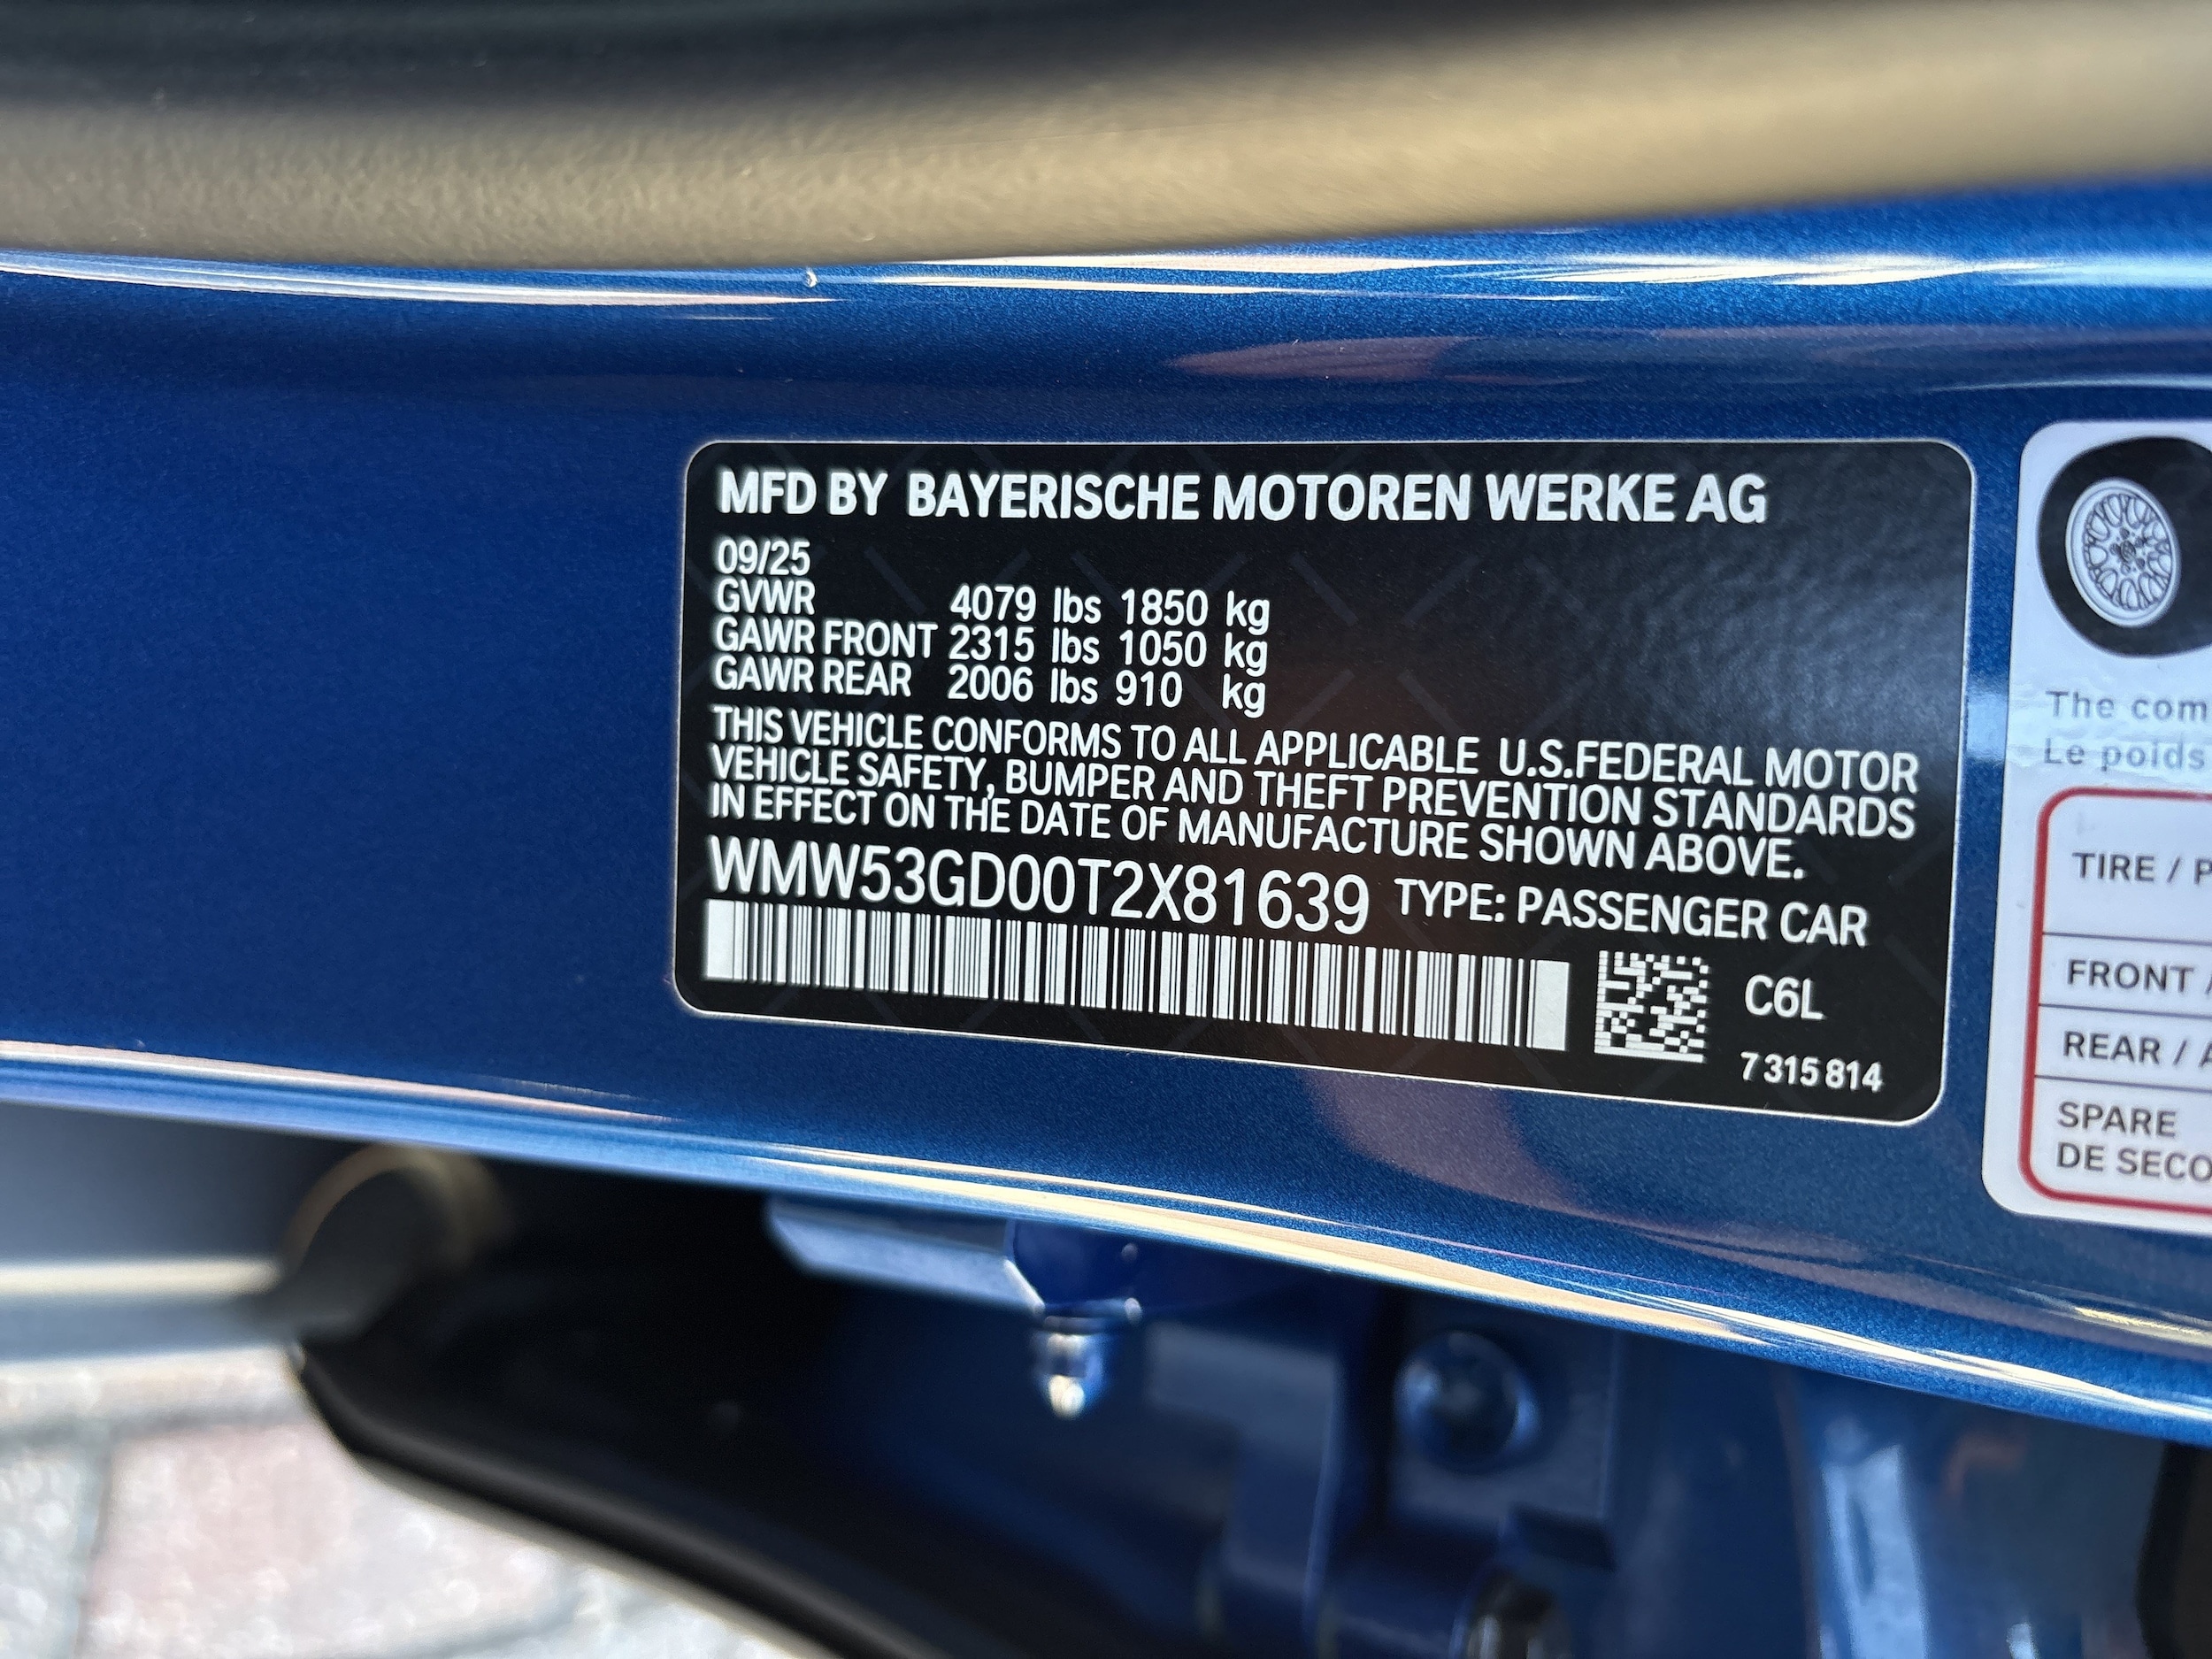 MFD BY BAYERISCHE MOTOREN WERKE AG
09/25
GVWR 4079 lbs 1850 kg
GAWR FRONT 2315 lbs 1050 kg
GAWR REAR 2006 lbs 910 kg
THIS VEHICLE CONFORMS TO ALL APPLICABLE U.S.FEDERAL MOTOR
VEHICLE SAFETY, BUMPER AND THEFT PREVENTION STANDARDS
IN EFFECT ON THE DATE OF MANUFACTURE SHOWN ABOVE.
WMW53GD00T2X81639 TYPE: PASSENGER CAR
C6L
7 315 814
The com
Le poids
TIRE / P
FRONT /
REAR / A
SPARE
DE SECO